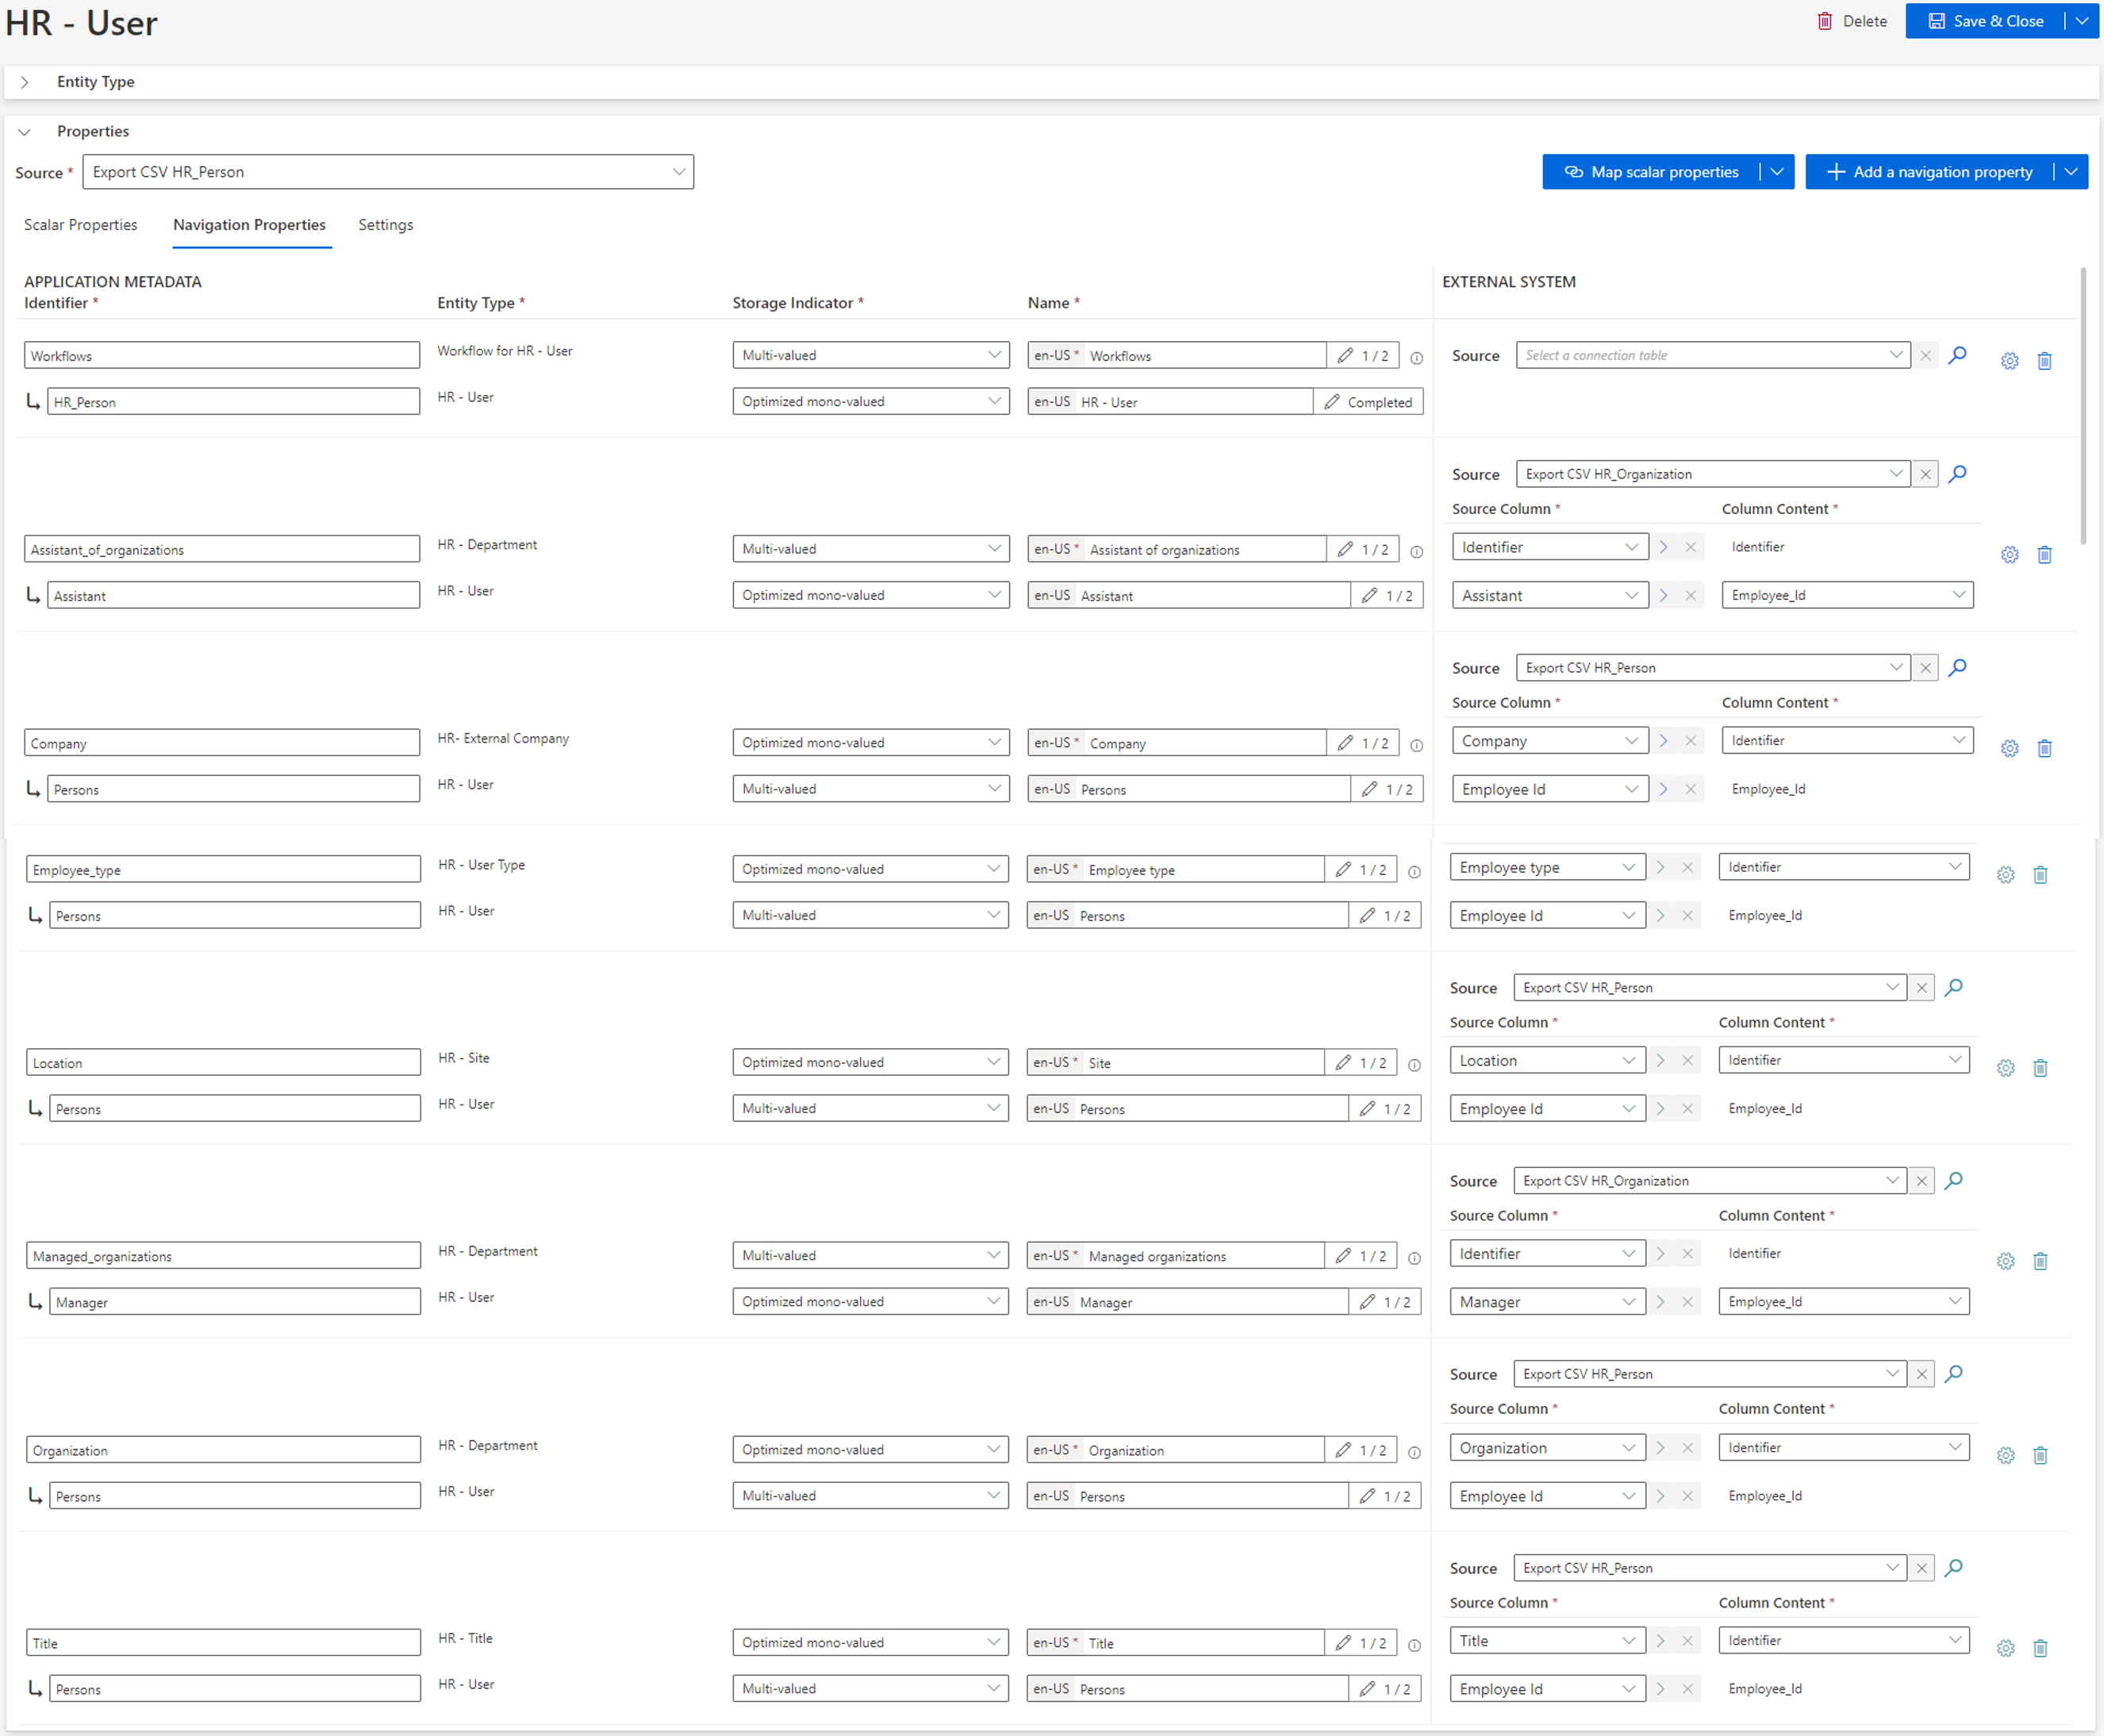 HR - User
Delete
Save & Close
Entity Type
Properties
Source * Export CSV HR_Person
Map scalar properties
Add a navigation property
Scalar Properties Navigation Properties Settings
APPLICATION METADATA EXTERNAL SYSTEM
Identifier * Entity Type * Storage Indicator * Name *
Workflows Workflow for HR - User Multi-valued en-US * Workflows 1 / 2 Source Select a connection table
HR_Person HR - User Optimized mono-valued en-US HR - User Completed
Source Export CSV HR_Organization
Source Column * Column Content *
Assistant_of_organizations HR - Department Multi-valued en-US * Assistant of organizations 1 / 2 Identifier Identifier
Assistant HR - User Optimized mono-valued en-US Assistant 1 / 2 Assistant Employee_Id
Source Export CSV HR_Person
Source Column * Column Content *
Company HR- External Company Optimized mono-valued en-US * Company 1 / 2 Company Identifier
Persons HR - User Multi-valued en-US Persons 1 / 2 Employee Id Employee_Id
Employee_type HR - User Type Optimized mono-valued en-US * Employee type 1 / 2 Employee type Identifier
Persons HR - User Multi-valued en-US Persons 1 / 2 Employee Id Employee_Id
Source Export CSV HR_Person
Source Column * Column Content *
Location HR - Site Optimized mono-valued en-US * Site 1 / 2 Location Identifier
Persons HR - User Multi-valued en-US Persons 1 / 2 Employee Id Employee_Id
Source Export CSV HR_Organization
Source Column * Column Content *
Managed_organizations HR - Department Multi-valued en-US * Managed organizations 1 / 2 Identifier Identifier
Manager HR - User Optimized mono-valued en-US Manager 1 / 2 Manager Employee_Id
Source Export CSV HR_Person
Source Column * Column Content *
Organization HR - Department Optimized mono-valued en-US * Organization 1 / 2 Organization Identifier
Persons HR - User Multi-valued en-US Persons 1 / 2 Employee Id Employee_Id
Source Export CSV HR_Person
Source Column * Column Content *
Title HR - Title Optimized mono-valued en-US * Title 1 / 2 Title Identifier
Persons HR - User Multi-valued en-US Persons 1 / 2 Employee Id Employee_Id